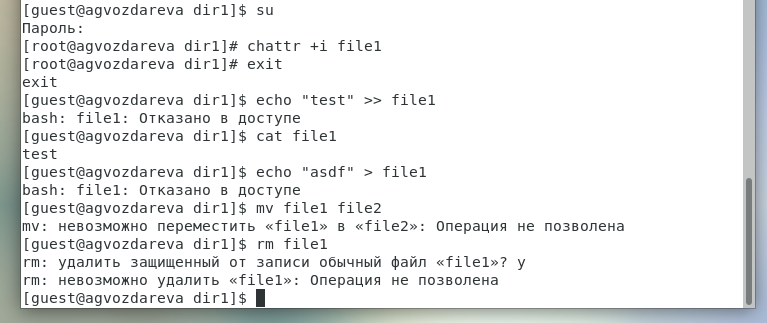 [guest@agvozdareva dir1]$ su
Пароль:
[root@agvozdareva dir1]# chattr +i file1
[root@agvozdareva dir1]# exit
exit
[guest@agvozdareva dir1]$ echo "test" >> file1
bash: file1: Отказано в доступе
[guest@agvozdareva dir1]$ cat file1
test
[guest@agvozdareva dir1]$ echo "asdf" > file1
bash: file1: Отказано в доступе
[guest@agvozdareva dir1]$ mv file1 file2
mv: невозможно переместить «file1» в «file2»: Операция не позволена
[guest@agvozdareva dir1]$ rm file1
rm: удалить защищенный от записи обычный файл «file1»? y
rm: невозможно удалить «file1»: Операция не позволена
[guest@agvozdareva dir1]$